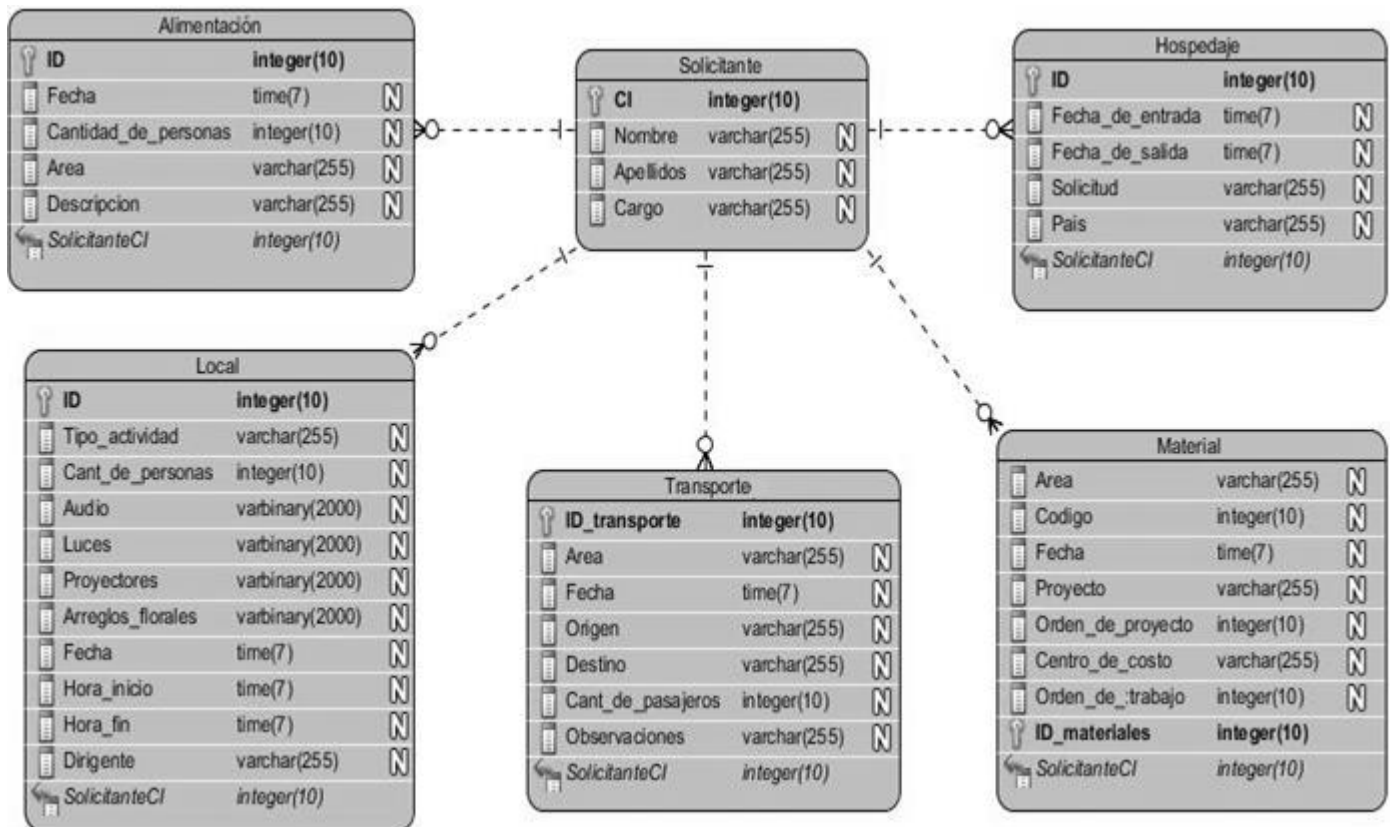 Alimentación
ID integer(10)
Fecha time(7) N
Cantidad_de_personas integer(10) N
Area varchar(255) N
Descripcion varchar(255) N
SolicitanteCI integer(10)
Solicitante
CI integer(10)
Nombre varchar(255) N
Apellidos varchar(255) N
Cargo varchar(255) N
Hospedaje
ID integer(10)
Fecha_de_entrada time(7) N
Fecha_de_salida time(7) N
Solicitud varchar(255) N
Pais varchar(255) N
SolicitanteCI integer(10)
Local
ID integer(10)
Tipo_actividad varchar(255) N
Cant_de_personas integer(10) N
Audio varbinary(2000) N
Luces varbinary(2000) N
Proyectores varbinary(2000) N
Arreglos_florales varbinary(2000) N
Fecha time(7) N
Hora_inicio time(7) N
Hora_fin time(7) N
Dirigente varchar(255) N
SolicitanteCI integer(10)
Transporte
ID_transporte integer(10)
Area varchar(255) N
Fecha time(7) N
Origen varchar(255) N
Destino varchar(255) N
Cant_de_pasajeros integer(10) N
Observaciones varchar(255) N
SolicitanteCI integer(10)
Material
Area varchar(255) N
Codigo integer(10) N
Fecha time(7) N
Proyecto varchar(255) N
Orden_de_proyecto integer(10) N
Centro_de_costo varchar(255) N
Orden_de_:trabajo integer(10) N
ID_materiales integer(10)
SolicitanteCI integer(10)